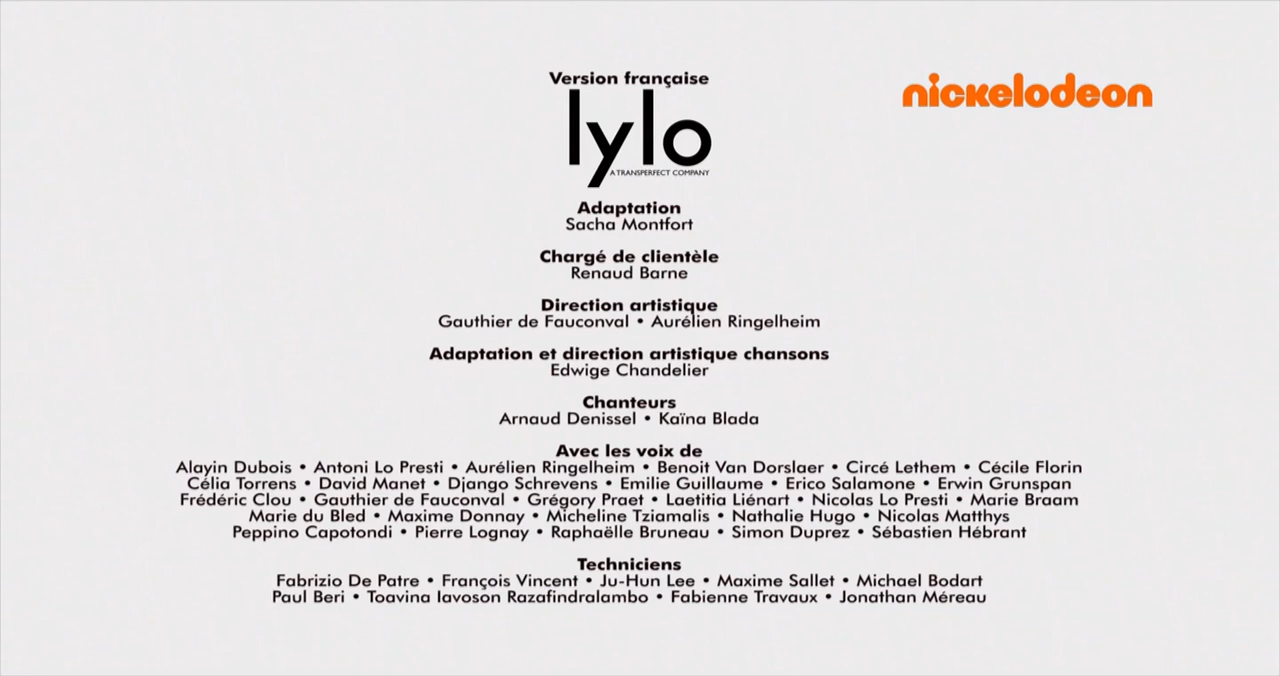 Version française
nickelodeon
lylo
A TRANSPERFECT COMPANY
Adaptation
Sacha Montfort
Chargé de clientèle
Renaud Barne
Direction artistique
Gauthier de Fauconval • Aurélien Ringelheim
Adaptation et direction artistique chansons
Edwige Chandelier
Chanteurs
Arnaud Denissel • Kaïna Blada
Avec les voix de
Alayin Dubois • Antoni Lo Presti • Aurélien Ringelheim • Benoit Van Dorslaer • Circé Lethem • Cécile Florin
Célia Torrens • David Manet • Django Schrevens • Emilie Guillaume • Erico Salamone • Erwin Grunspan
Frédéric Clou • Gauthier de Fauconval • Grégory Praet • Laetitia Liénart • Nicolas Lo Presti • Marie Braam
Marie du Bled • Maxime Donnay • Micheline Tziamalis • Nathalie Hugo • Nicolas Matthys
Peppino Capotondi • Pierre Lognay • Raphaëlle Bruneau • Simon Duprez • Sébastien Hébrant
Techniciens
Fabrizio De Patre • François Vincent • Ju-Hun Lee • Maxime Sallet • Michael Bodart
Paul Beri • Toavina Iavoson Razafindralambo • Fabienne Travaux • Jonathan Méreau